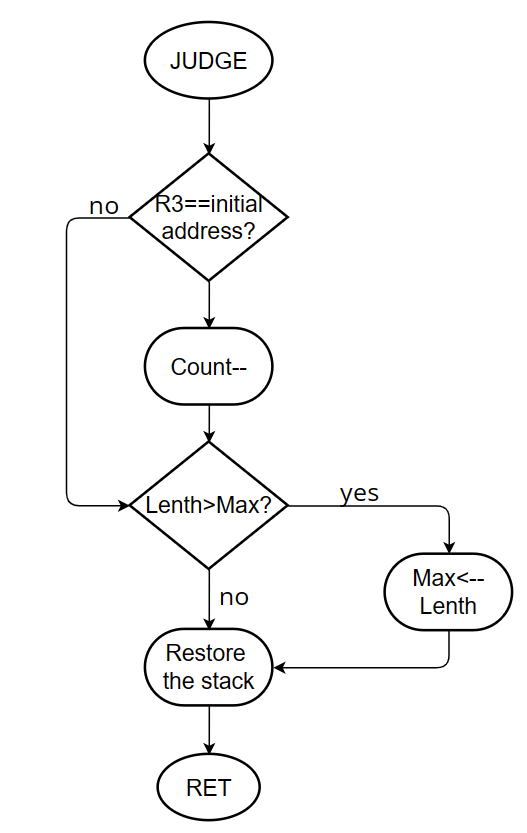 JUDGE
no
R3==initial
address?
Count--
Lenth>Max?
yes
Max<--
Lenth
no
Restore
the stack
RET